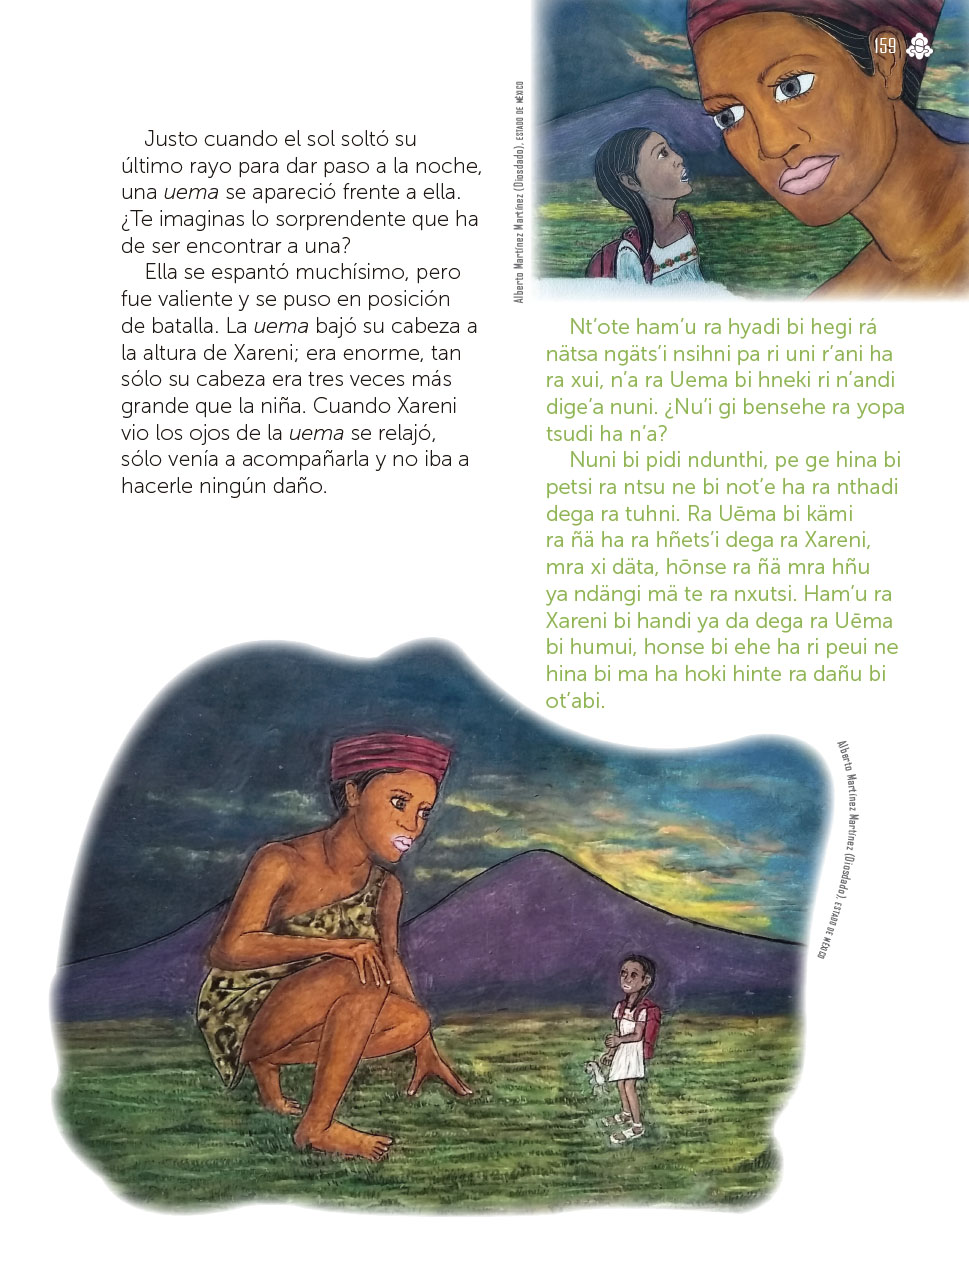 159
Justo cuando el sol soltó su
último rayo para dar paso a la noche,
una uema se apareció frente a ella.
¿Te imaginas lo sorprendente que ha
de ser encontrar a una?
Ella se espantó muchísimo, pero
fue valiente y se puso en posición
de batalla. La uema bajó su cabeza a
la altura de Xareni; era enorme, tan
sólo su cabeza era tres veces más
grande que la niña. Cuando Xareni
vio los ojos de la uema se relajó,
sólo venía a acompañarla y no iba a
hacerle ningún daño.
Alberto Martínez Martínez (Diosdado), ESTADO DE MÉXICO
Nt’ote ham’u ra hyadi bi hegi rá
nätsa ngäts’i nsihni pa ri uni r’ani ha
ra xui, n’a ra Uema bi hneki ri n’andi
dige’a nuni. ¿Nu’i gi bensehe ra yopa
tsudi ha n’a?
Nuni bi pidi ndunthi, pe ge hina bi
petsi ra ntsu ne bi not’e ha ra nthadi
dega ra tuhni. Ra Uēma bi kämi
ra ñä ha ra hñets’i dega ra Xareni,
mra xi däta, hōnse ra ñä mra hñu
ya ndängi mä te ra nxutsi. Ham’u ra
Xareni bi handi ya da dega ra Uēma
bi humui, honse bi ehe ha ri peui ne
hina bi ma ha hoki hinte ra dañu bi
ot’abi.
Alberto Martínez Martínez (Diosdado), ESTADO DE MÉXICO